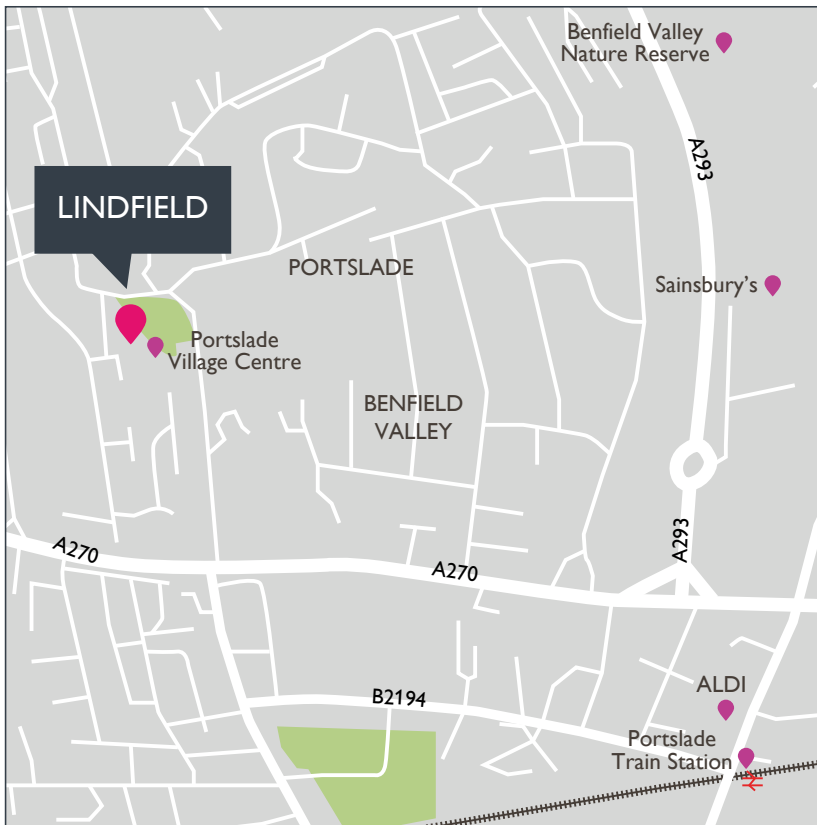 Benfield Valley
Nature Reserve
A293
LINDFIELD
PORTSLADE
Sainsbury's
Portslade
Village Centre
BENFIELD
VALLEY
A293
A270
A270
ALDI
B2194
Portslade
Train Station